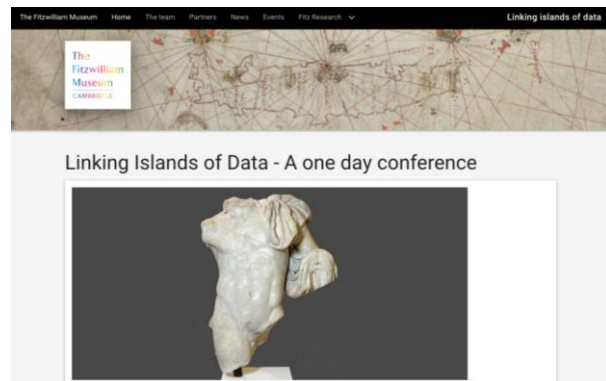 The Fitzwilliam Museum Home The team Partners News Events Fitz Research Linking islands of data
The
Fitzwilliam
Museum
CAMBRIDGE
Linking Islands of Data - A one day conference